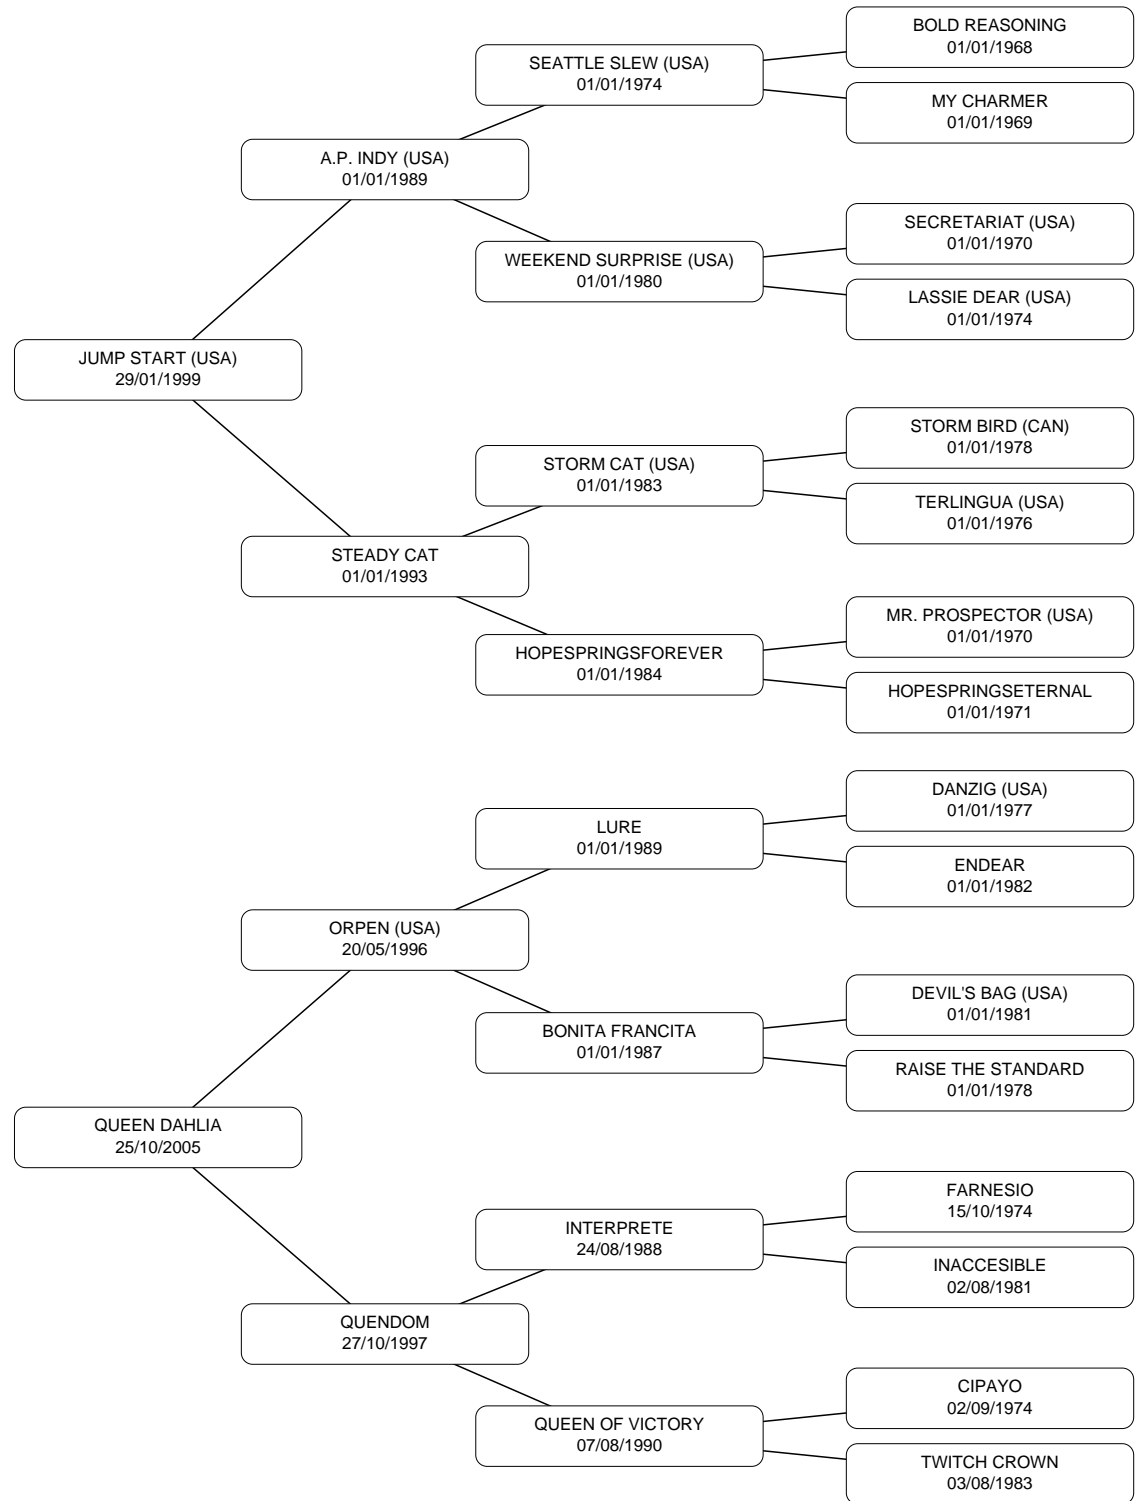 BOLD REASONING
01/01/1968
SEATTLE SLEW (USA)
01/01/1974
MY CHARMER
01/01/1969
A.P. INDY (USA)
01/01/1989
SECRETARIAT (USA)
01/01/1970
WEEKEND SURPRISE (USA)
01/01/1980
LASSIE DEAR (USA)
01/01/1974
JUMP START (USA)
29/01/1999
STORM BIRD (CAN)
01/01/1978
STORM CAT (USA)
01/01/1983
TERLINGUA (USA)
01/01/1976
STEADY CAT
01/01/1993
MR. PROSPECTOR (USA)
01/01/1970
HOPESPRINGSFOREVER
01/01/1984
HOPESPRINGSETERNAL
01/01/1971
DANZIG (USA)
01/01/1977
LURE
01/01/1989
ENDEAR
01/01/1982
ORPEN (USA)
20/05/1996
DEVIL'S BAG (USA)
01/01/1981
BONITA FRANCITA
01/01/1987
RAISE THE STANDARD
01/01/1978
QUEEN DAHLIA
25/10/2005
FARNESIO
15/10/1974
INTERPRETE
24/08/1988
INACCESIBLE
02/08/1981
QUENDOM
27/10/1997
CIPAYO
02/09/1974
QUEEN OF VICTORY
07/08/1990
TWITCH CROWN
03/08/1983